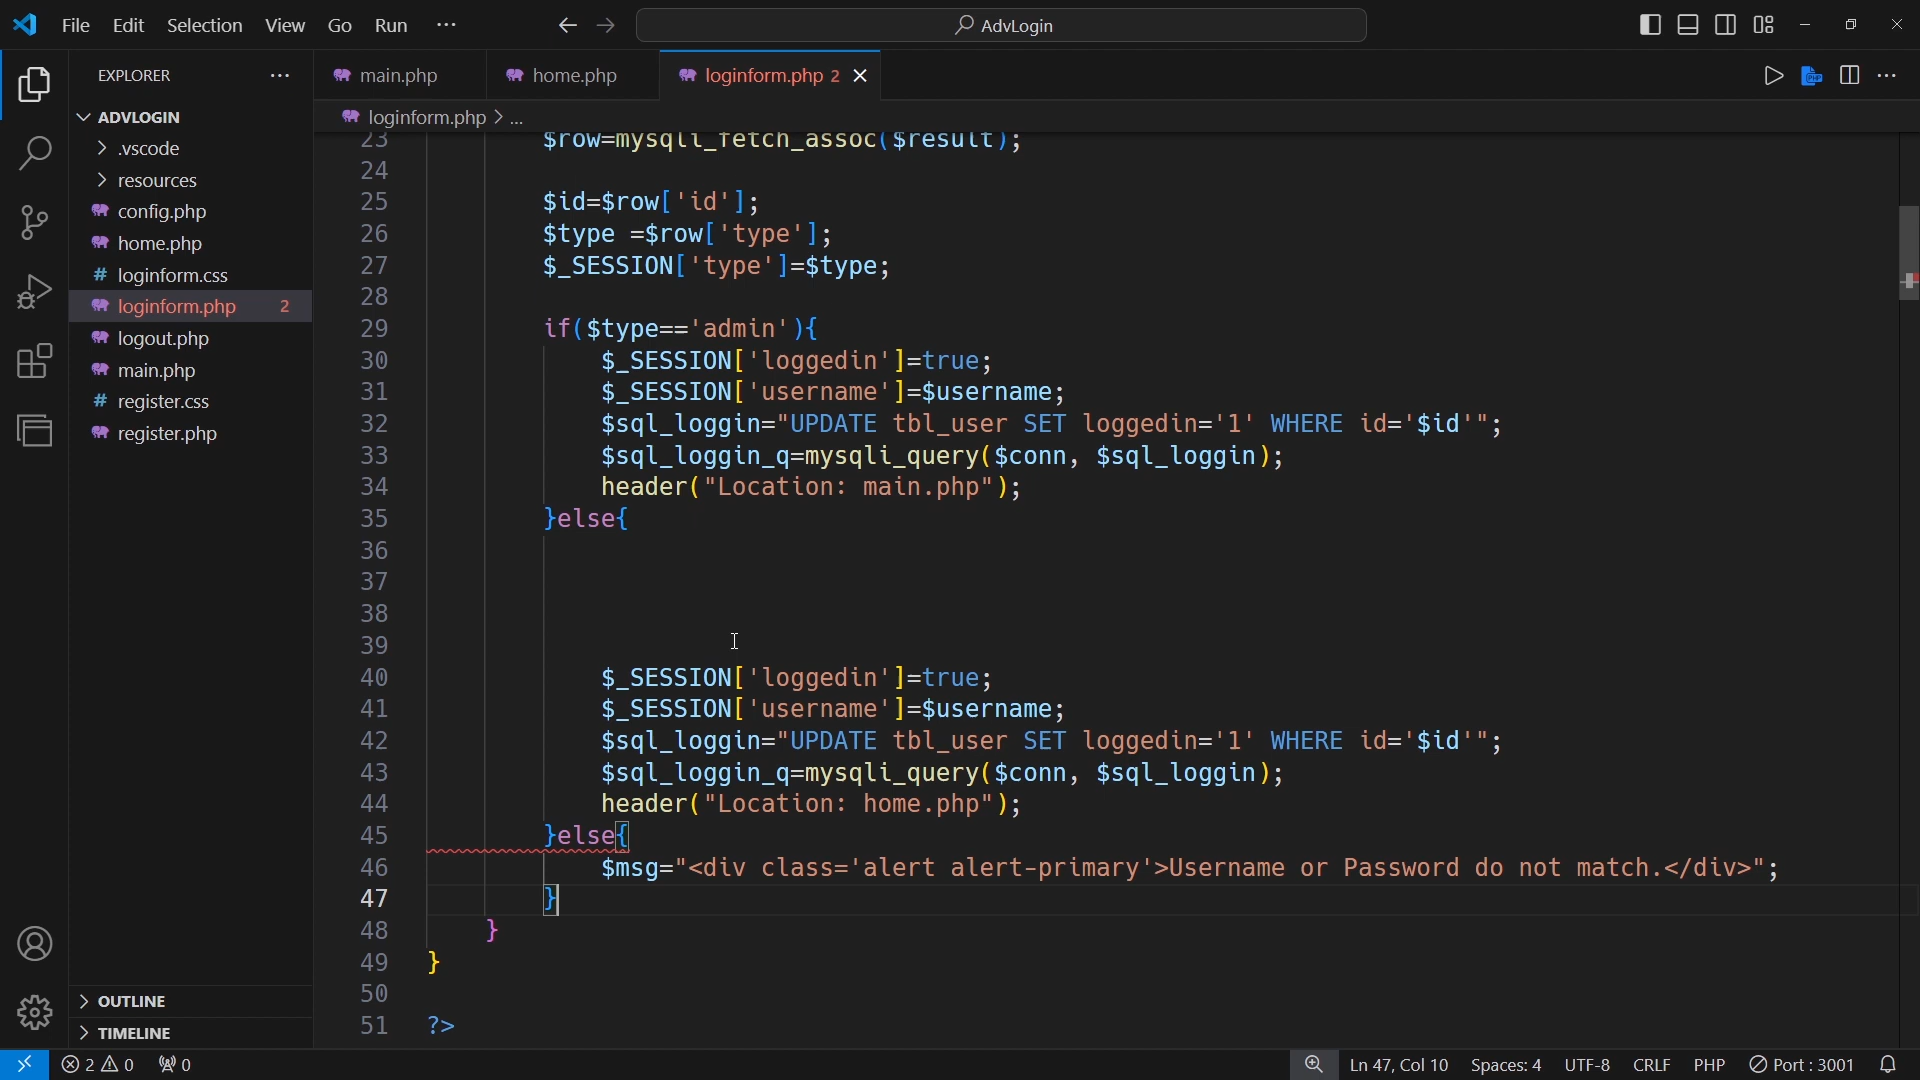 File Edit Selection View Go Run ··· AdvLogin
EXPLORER ···
main.php home.php loginform.php 2
loginform.php > ...
ADVLOGIN
.vscode
resources
config.php
home.php
loginform.css
loginform.php 2
logout.php
main.php
register.css
register.php
OUTLINE
TIMELINE
23 $row=mysqli_fetch_assoc($result);
24
25 $id=$row['id'];
26 $type =$row['type'];
27 $_SESSION['type']=$type;
28
29 if($type=='admin'){
30 $_SESSION['loggedin']=true;
31 $_SESSION['username']=$username;
32 $sql_loggin="UPDATE tbl_user SET loggedin='1' WHERE id='$id'";
33 $sql_loggin_q=mysqli_query($conn, $sql_loggin);
34 header("Location: main.php");
35 }else{
36
37
38
39
40 $_SESSION['loggedin']=true;
41 $_SESSION['username']=$username;
42 $sql_loggin="UPDATE tbl_user SET loggedin='1' WHERE id='$id'";
43 $sql_loggin_q=mysqli_query($conn, $sql_loggin);
44 header("Location: home.php");
45 }else{
46 $msg="<div class='alert alert-primary'>Username or Password do not match.</div>";
47 }
48 }
49 }
50
51 ?>
2 0 0 Ln 47, Col 10 Spaces: 4 UTF-8 CRLF PHP Port : 3001